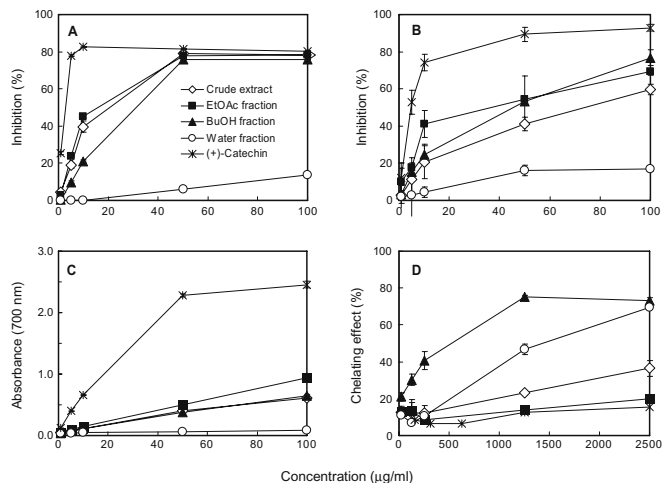 A
Inhibition (%)
100
80
60
40
20
0
0 20 40 60 80 100
Crude extract
EtOAc fraction
BuOH fraction
Water fraction
(+)-Catechin
B
Inhibition (%)
100
80
60
40
20
0
0 20 40 60 80 100
C
Absorbance (700 nm)
3.0
2.0
1.0
0.0
0 20 40 60 80 100
D
Chelating effect (%)
100
80
60
40
20
0
0 500 1000 1500 2000 2500
Concentration (µg/ml)